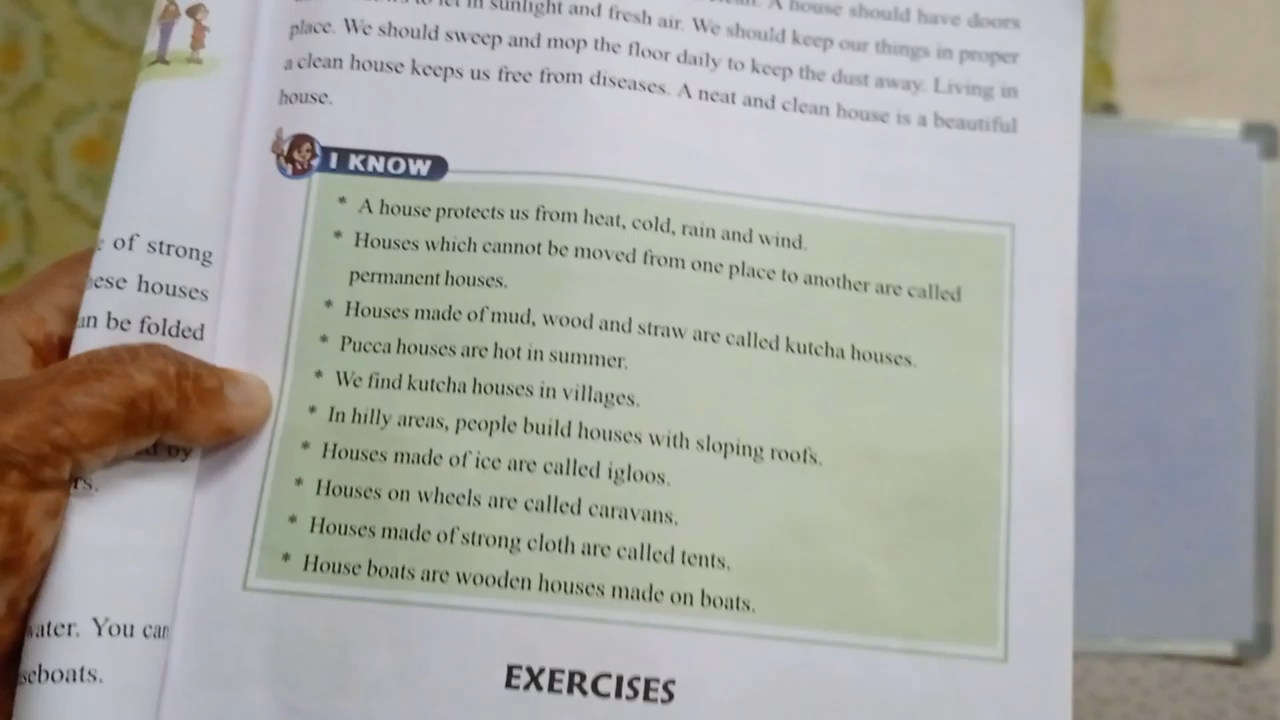 to let in sunlight and fresh air. We should keep our things in proper
A house should have doors
place. We should sweep and mop the floor daily to keep the dust away. Living in
a clean house keeps us free from diseases. A neat and clean house is a beautiful
house.
I KNOW
* A house protects us from heat, cold, rain and wind.
* Houses which cannot be moved from one place to another are called
permanent houses.
* Houses made of mud, wood and straw are called kutcha houses.
* Pucca houses are hot in summer.
* We find kutcha houses in villages.
* In hilly areas, people build houses with sloping roofs.
* Houses made of ice are called igloos.
* Houses on wheels are called caravans.
* Houses made of strong cloth are called tents.
* House boats are wooden houses made on boats.
EXERCISES
of strong
houses
be folded
by
You can